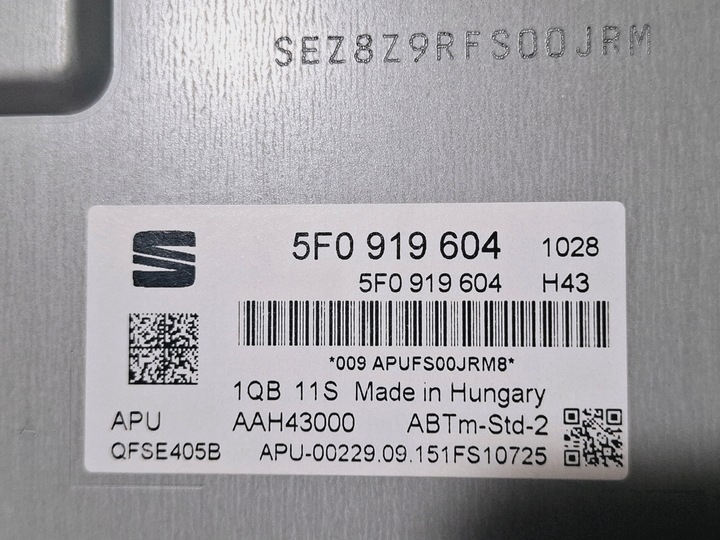 SEZ8Z9RFS00JRM
5F0 919 604 1028
5F0 919 604 H43
*009 APUFS00JRM8*
1QB 11S Made in Hungary
APU AAH43000 ABTm-Std-2
QFSE405B APU-00229.09.151FS10725